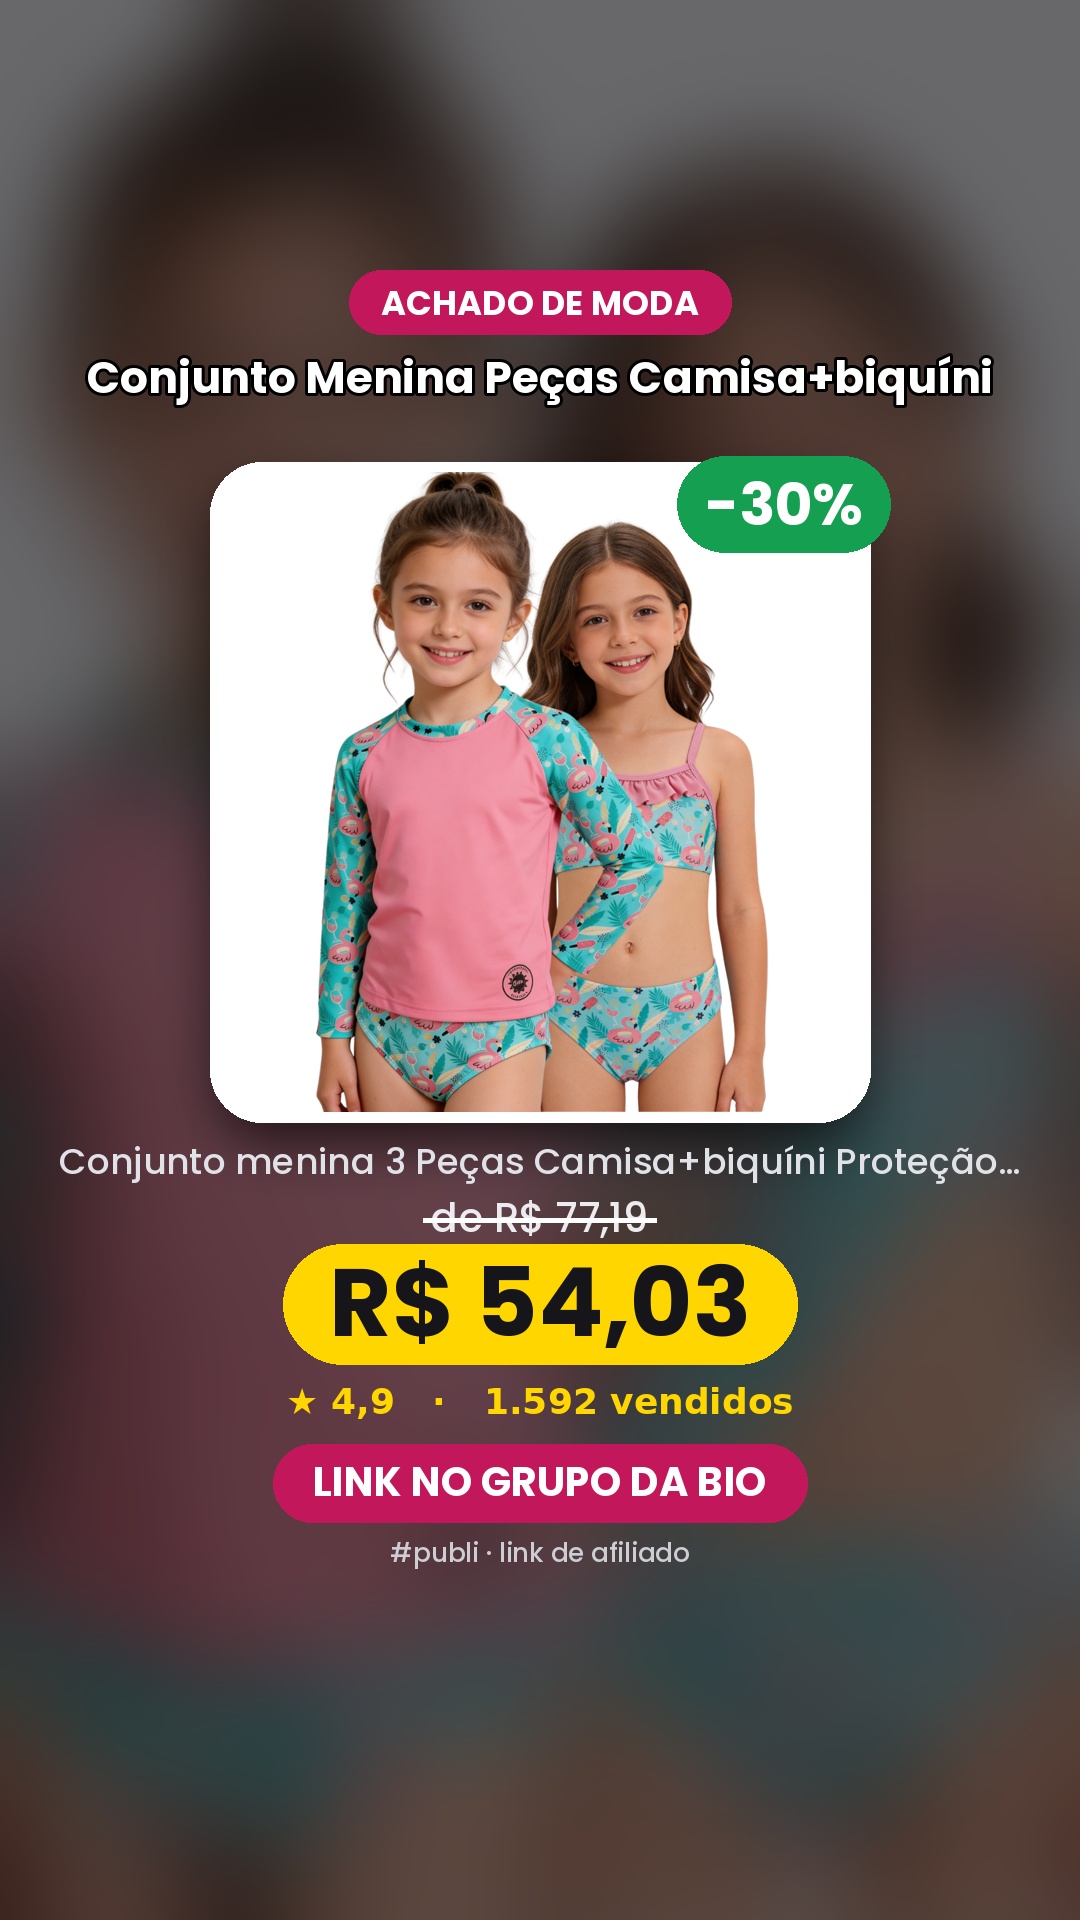 ACHADO DE MODA
Conjunto Menina Peças Camisa+biquíni
-30%
Conjunto menina 3 Peças Camisa+biquíni Proteção...
de R$ 77,19
R$ 54,03
★ 4,9 · 1.592 vendidos
LINK NO GRUPO DA BIO
#publi · link de afiliado